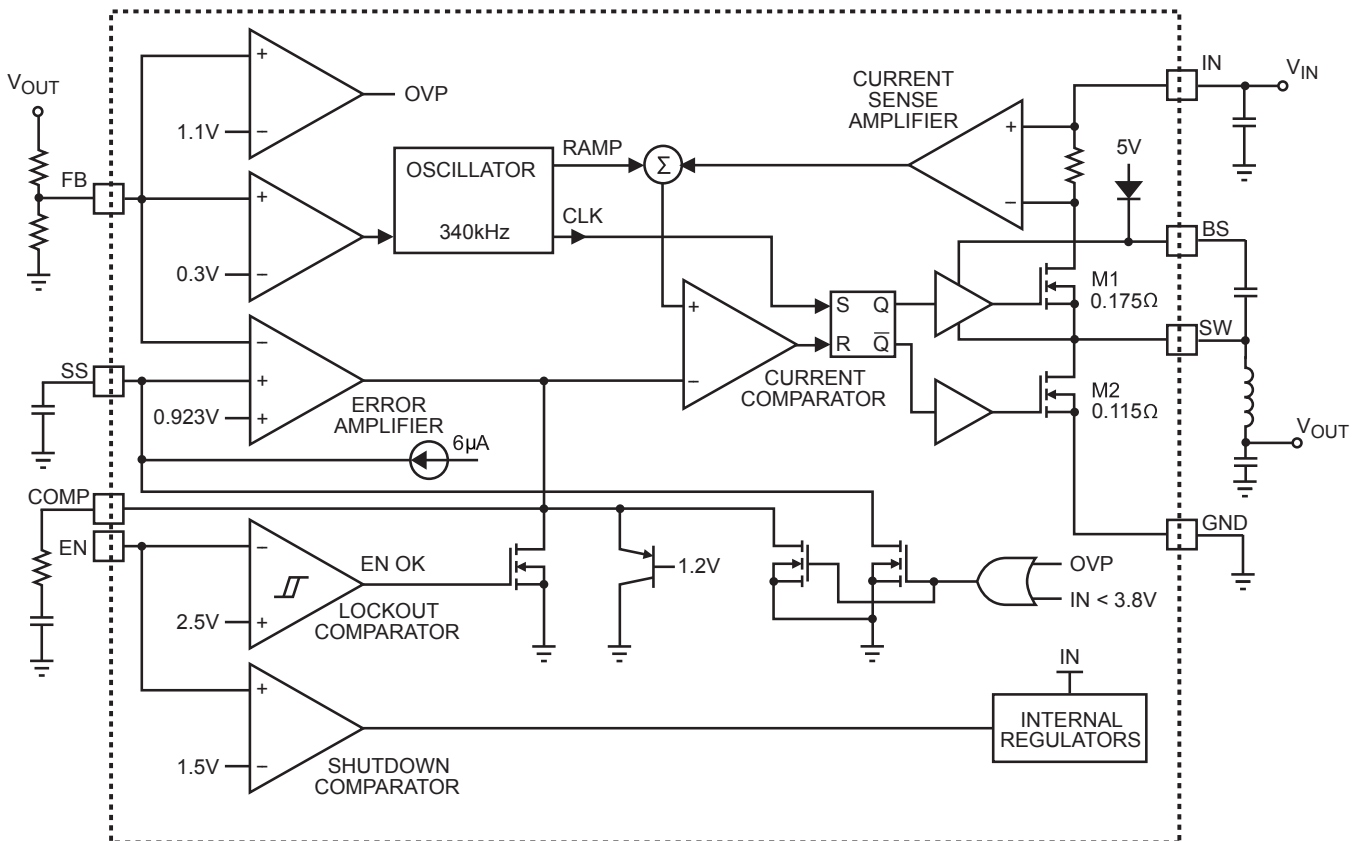 VOUT
FB
SS
COMP
EN
+
−
1.1V
OVP
+
−
0.3V
OSCILLATOR
340kHz
RAMP
CLK
Σ
CURRENT
SENSE
AMPLIFIER
+
−
IN
VIN
5V
BS
M1
0.175Ω
SW
M2
0.115Ω
VOUT
GND
−
+
+
0.923V
ERROR
AMPLIFIER
6µA
+
−
CURRENT
COMPARATOR
S Q
R Q̅
−
+
2.5V
EN OK
LOCKOUT
COMPARATOR
1.2V
OVP
IN < 3.8V
+
−
1.5V
SHUTDOWN
COMPARATOR
IN
INTERNAL
REGULATORS